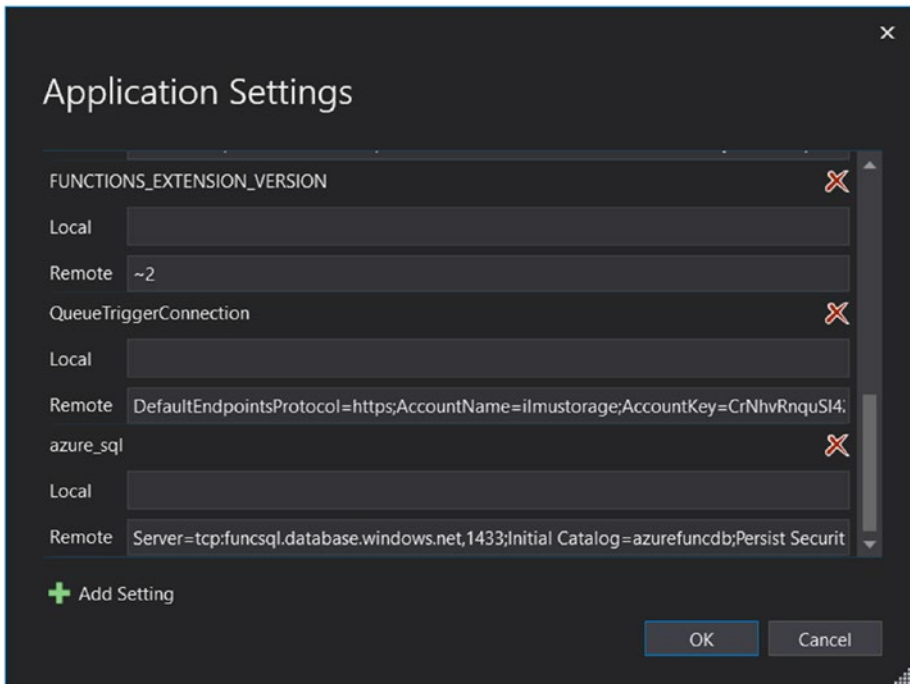 Application Settings
FUNCTIONS_EXTENSION_VERSION
Local
Remote ~2
QueueTriggerConnection
Local
Remote DefaultEndpointsProtocol=https;AccountName=ilmustorage;AccountKey=CrNhvRnquSI4
azure_sql
Local
Remote Server=tcp:funcsql.database.windows.net,1433;Initial Catalog=azurefuncdb;Persist Securit
Add Setting
OK Cancel